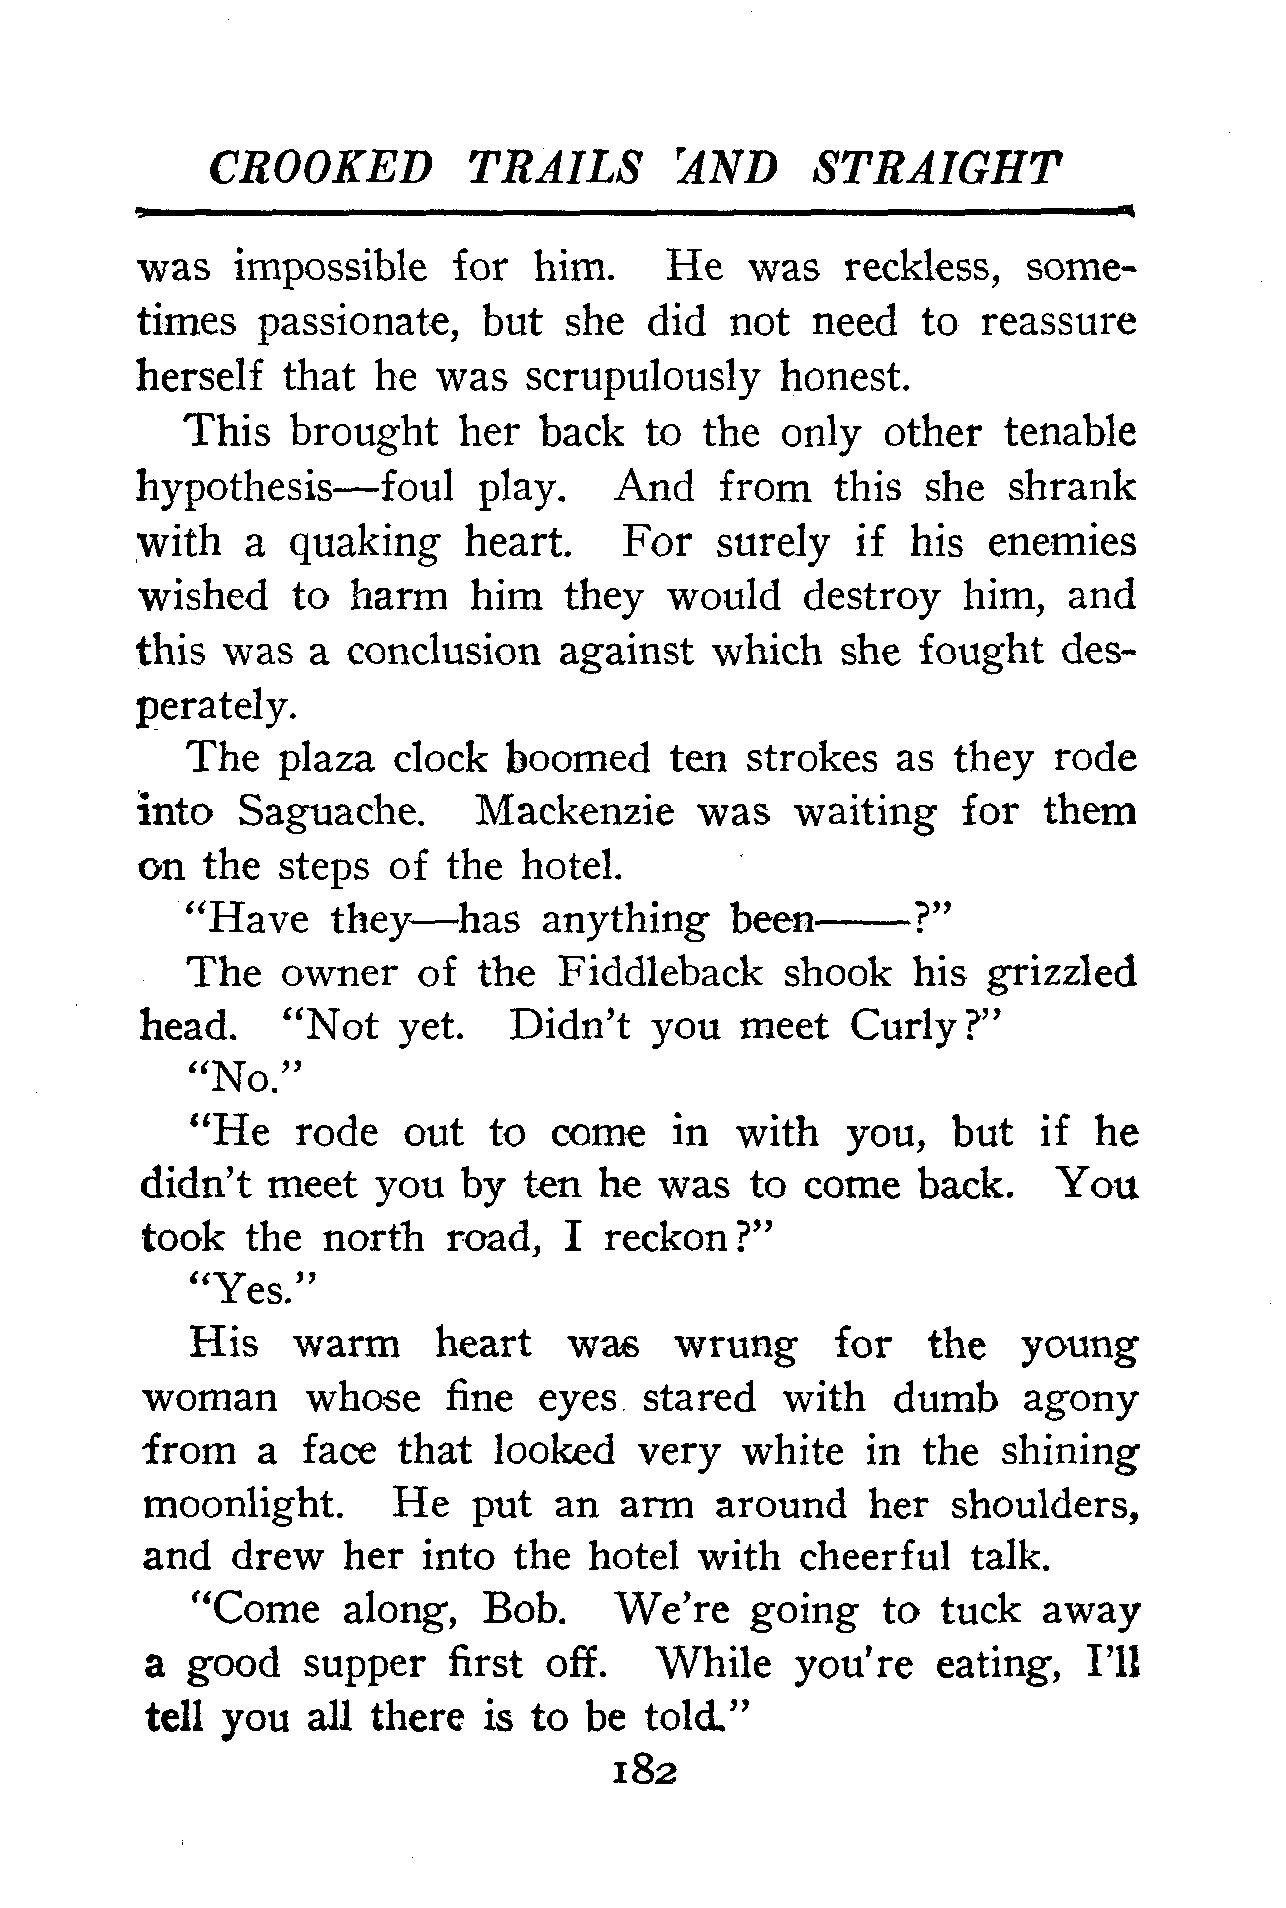 CROOKED TRAILS AND STRAIGHT
was impossible for him. He was reckless, some-
times passionate, but she did not need to reassure
herself that he was scrupulously honest.
This brought her back to the only other tenable
hypothesis—foul play. And from this she shrank
with a quaking heart. For surely if his enemies
wished to harm him they would destroy him, and
this was a conclusion against which she fought des-
perately.
The plaza clock boomed ten strokes as they rode
into Saguache. Mackenzie was waiting for them
on the steps of the hotel.
“Have they—has anything been——?”
The owner of the Fiddleback shook his grizzled
head. “Not yet. Didn’t you meet Curly?”
“No.”
“He rode out to come in with you, but if he
didn’t meet you by ten he was to come back. You
took the north road, I reckon?”
“Yes.”
His warm heart was wrung for the young
woman whose fine eyes stared with dumb agony
from a face that looked very white in the shining
moonlight. He put an arm around her shoulders,
and drew her into the hotel with cheerful talk.
“Come along, Bob. We’re going to tuck away
a good supper first off. While you’re eating, I’ll
tell you all there is to be told.”
182